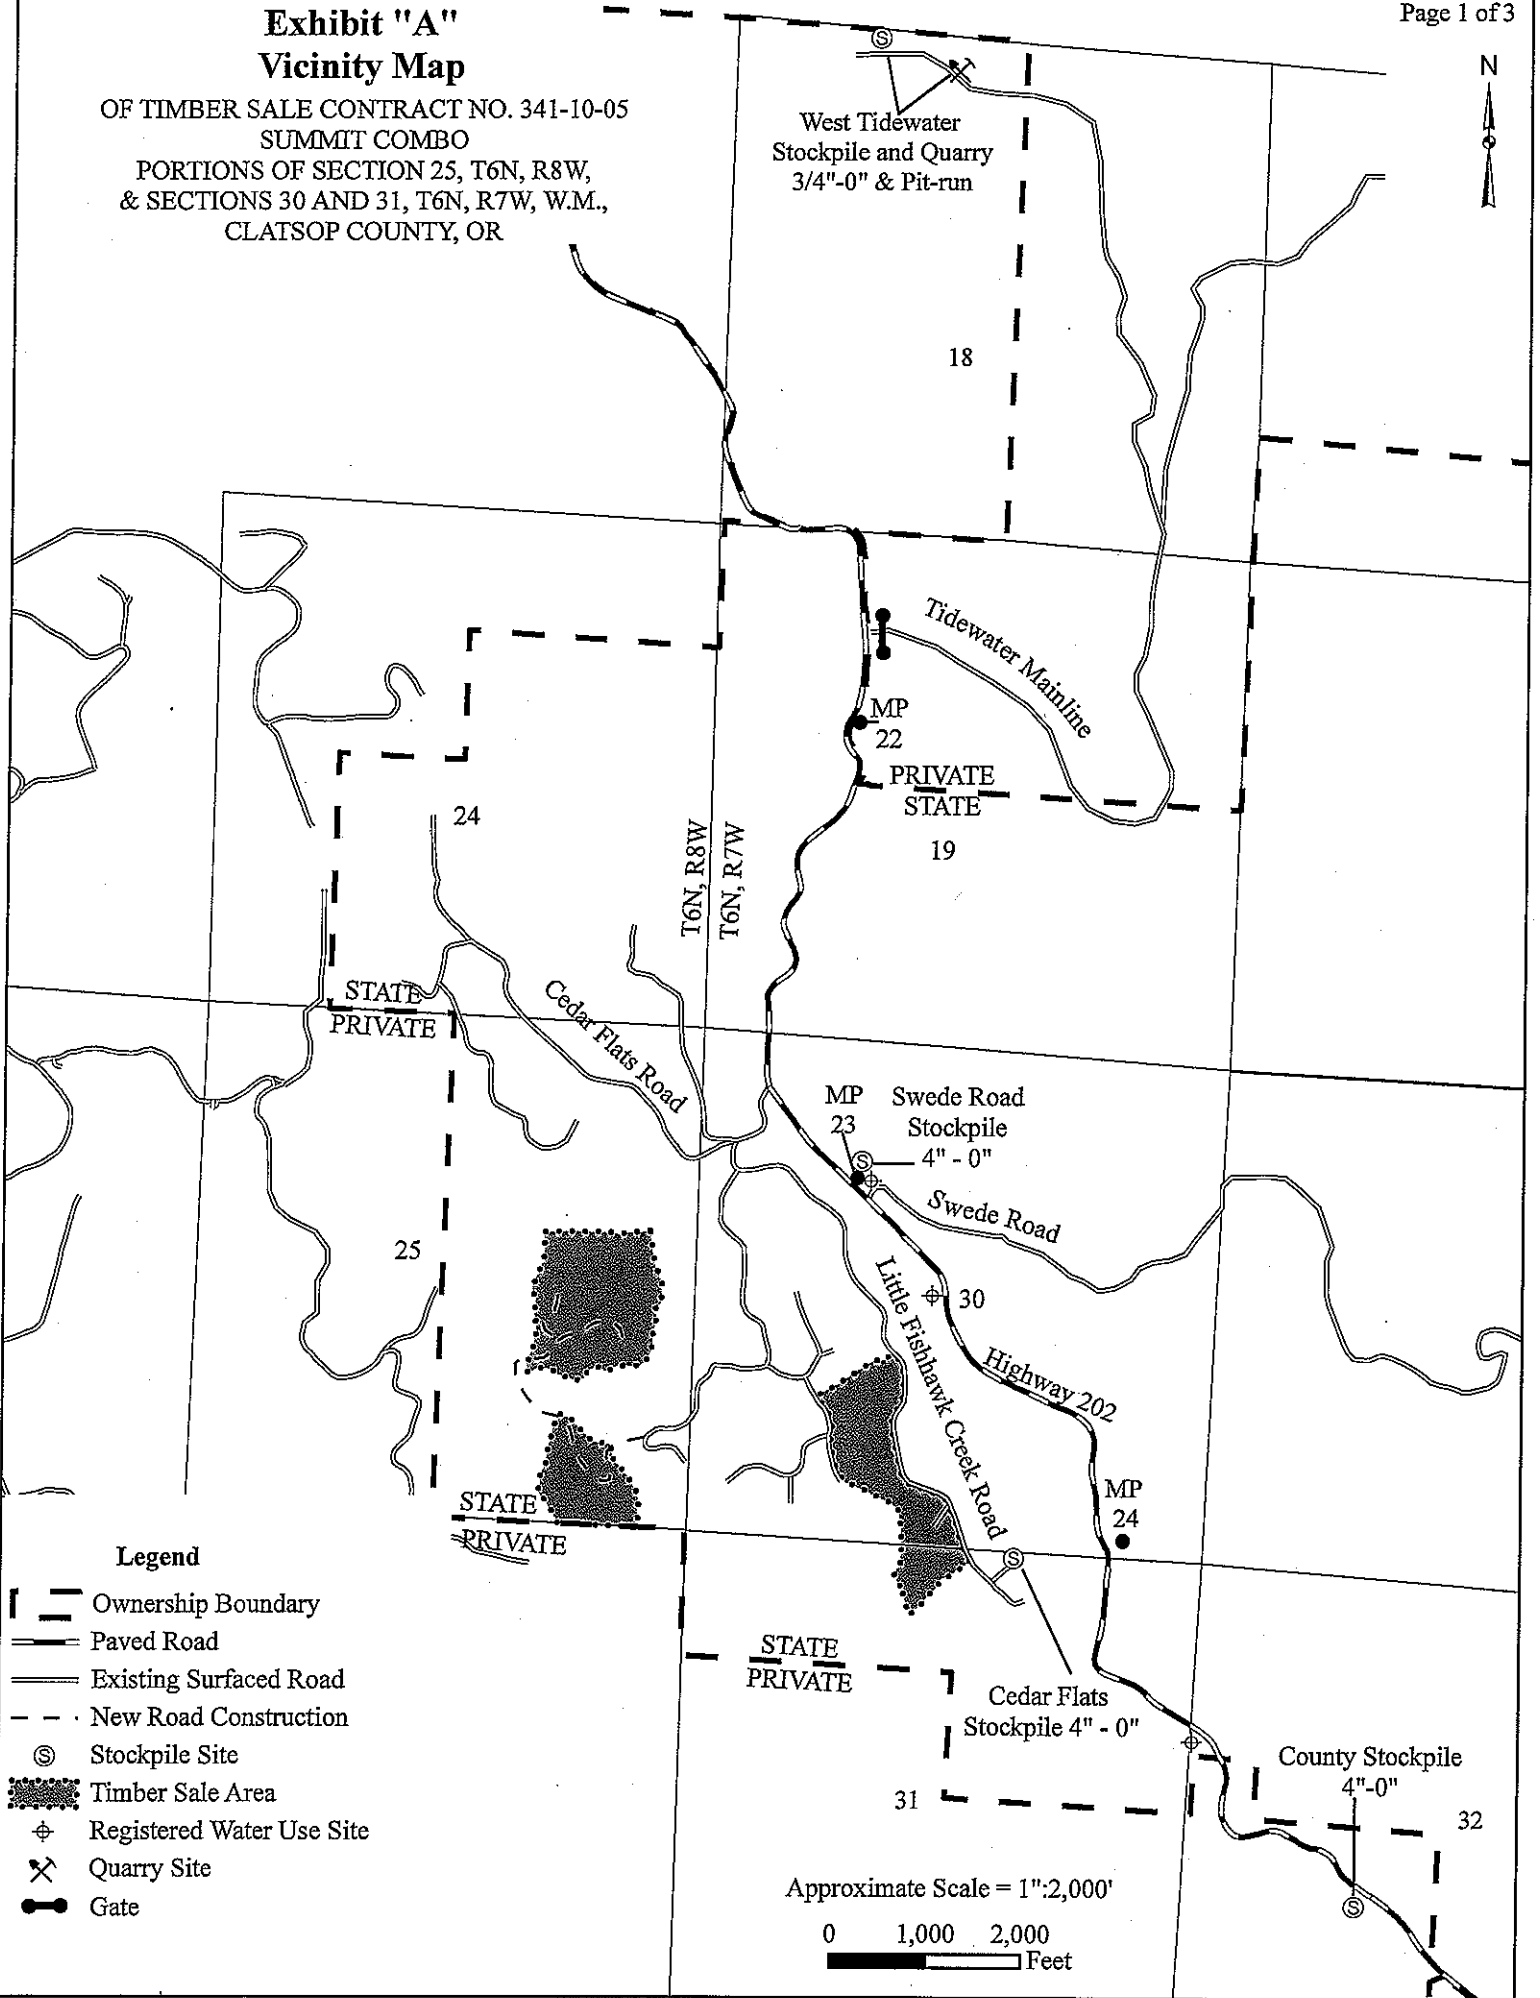 Exhibit "A"
Vicinity Map
OF TIMBER SALE CONTRACT NO. 341-10-05
SUMMIT COMBO
PORTIONS OF SECTION 25, T6N, R8W,
& SECTIONS 30 AND 31, T6N, R7W, W.M.,
CLATSOP COUNTY, OR
Page 1 of 3
N
S
West Tidewater
Stockpile and Quarry
3/4"-0" & Pit-run
18
Tidewater Mainline
MP
22
PRIVATE
STATE
19
24
T6N, R8W
T6N, R7W
STATE
PRIVATE
Cedar Flats Road
MP
23
Swede Road
Stockpile
4" - 0"
S
Swede Road
25
30
Little Fishhawk Creek Road
Highway 202
MP
24
STATE
PRIVATE
S
STATE
PRIVATE
Cedar Flats
Stockpile 4" - 0"
County Stockpile
4"-0"
31
32
S
Legend
Ownership Boundary
Paved Road
Existing Surfaced Road
New Road Construction
S Stockpile Site
Timber Sale Area
Registered Water Use Site
Quarry Site
Gate
Approximate Scale = 1":2,000'
0 1,000 2,000
Feet